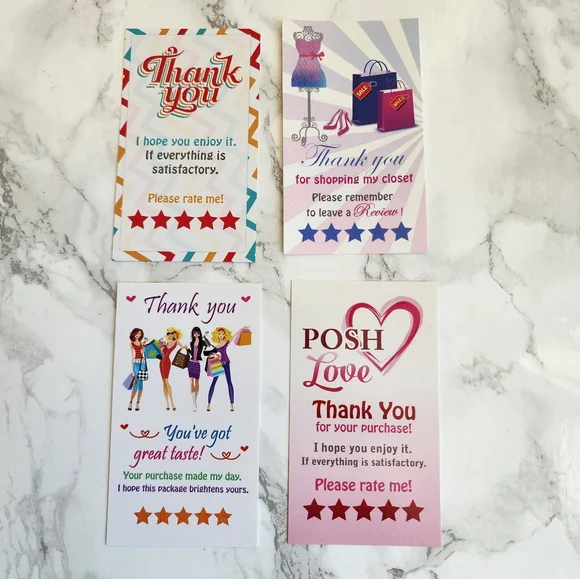 Thank
you
I hope you enjoy it.
If everything is
satisfactory.
Please rate me!
SALE
SALE
Thank you
for shopping my closet
Please remember
to leave a Review !
Thank you
You've got
great taste!
Your purchase made my day.
I hope this package brightens yours.
POSH
Love
Thank You
for your purchase!
I hope you enjoy it.
If everything is satisfactory.
Please rate me!